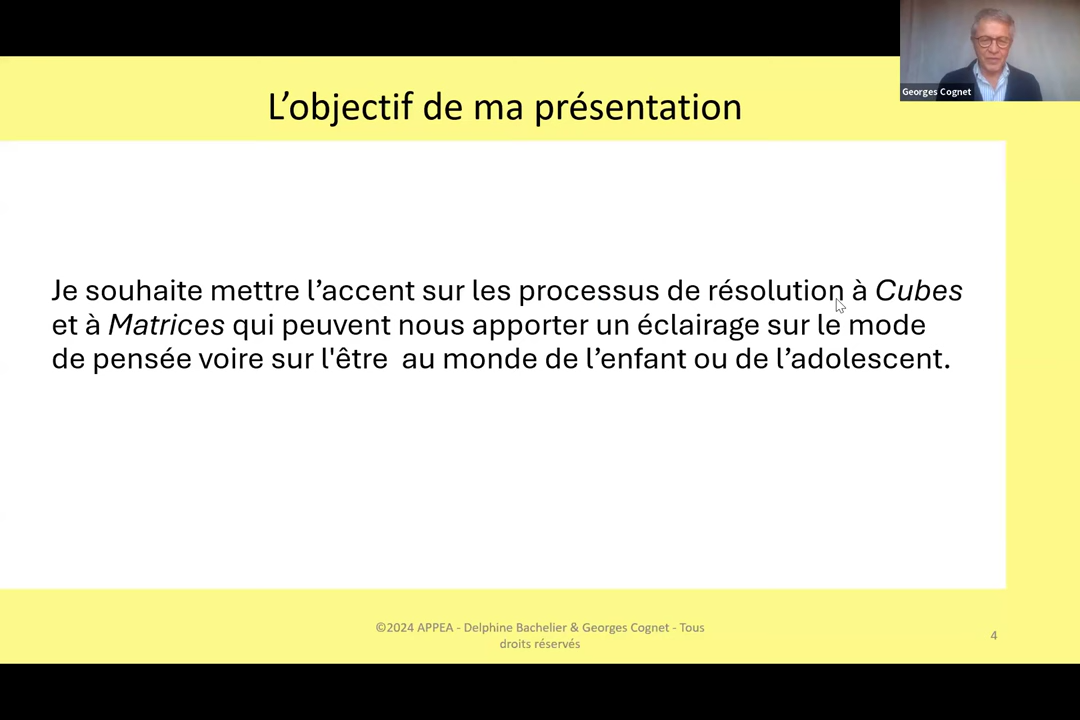 Georges Cognet
L’objectif de ma présentation
Je souhaite mettre l’accent sur les processus de résolution à Cubes
et à Matrices qui peuvent nous apporter un éclairage sur le mode
de pensée voire sur l'être  au monde de l’enfant ou de l’adolescent.
©2024 APPEA - Delphine Bachelier & Georges Cognet - Tous
droits réservés
4